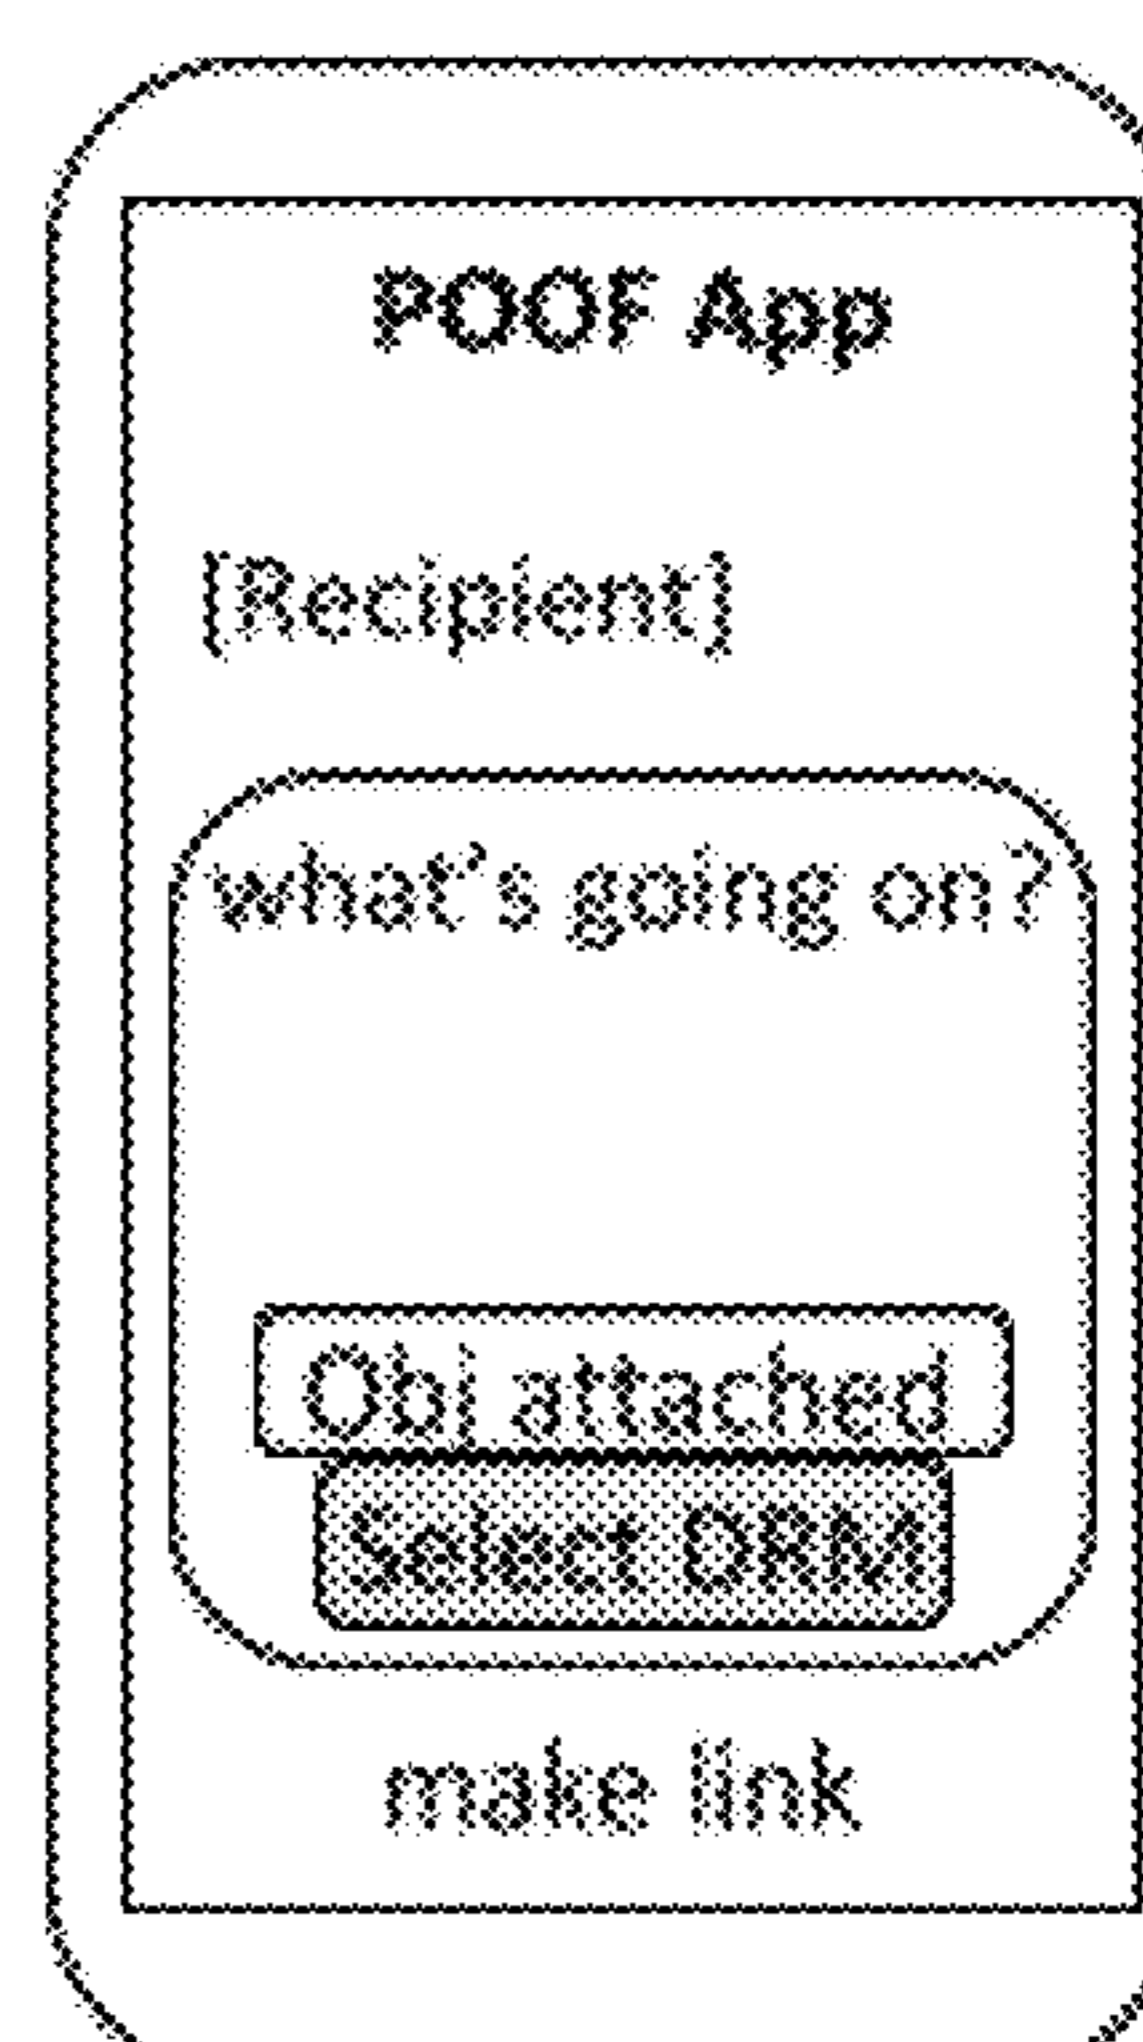 POOF App
[Recipient]
what's going on?
Obj attached
Select DRM
make link